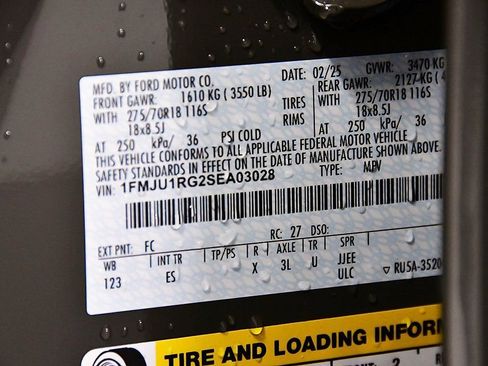 MFD. BY FORD MOTOR CO.
DATE: 02/25 GVWR: 3470 KG
FRONT GAWR: 1610 KG ( 3550 LB) REAR GAWR: 2127 KG (
WITH 275/70R18 116S TIRES WITH 275/70R18 116S
18x8.5J RIMS 18x8.5J
AT 250 kPa/ 36 PSI COLD AT 250 kPa/ 36
THIS VEHICLE CONFORMS TO ALL APPLICABLE FEDERAL MOTOR VEHICLE
SAFETY STANDARDS IN EFFECT ON THE DATE OF MANUFACTURE SHOWN ABOVE.
VIN: 1FMJU1RG2SEA03028 TYPE: MPV
EXT PNT: FC RC: 27 DSO:
WB INT TR TP/PS R AXLE TR SPR
123 ES X 3L U JJEE
ULC ▽ RU5A-3520
TIRE AND LOADING INFORM